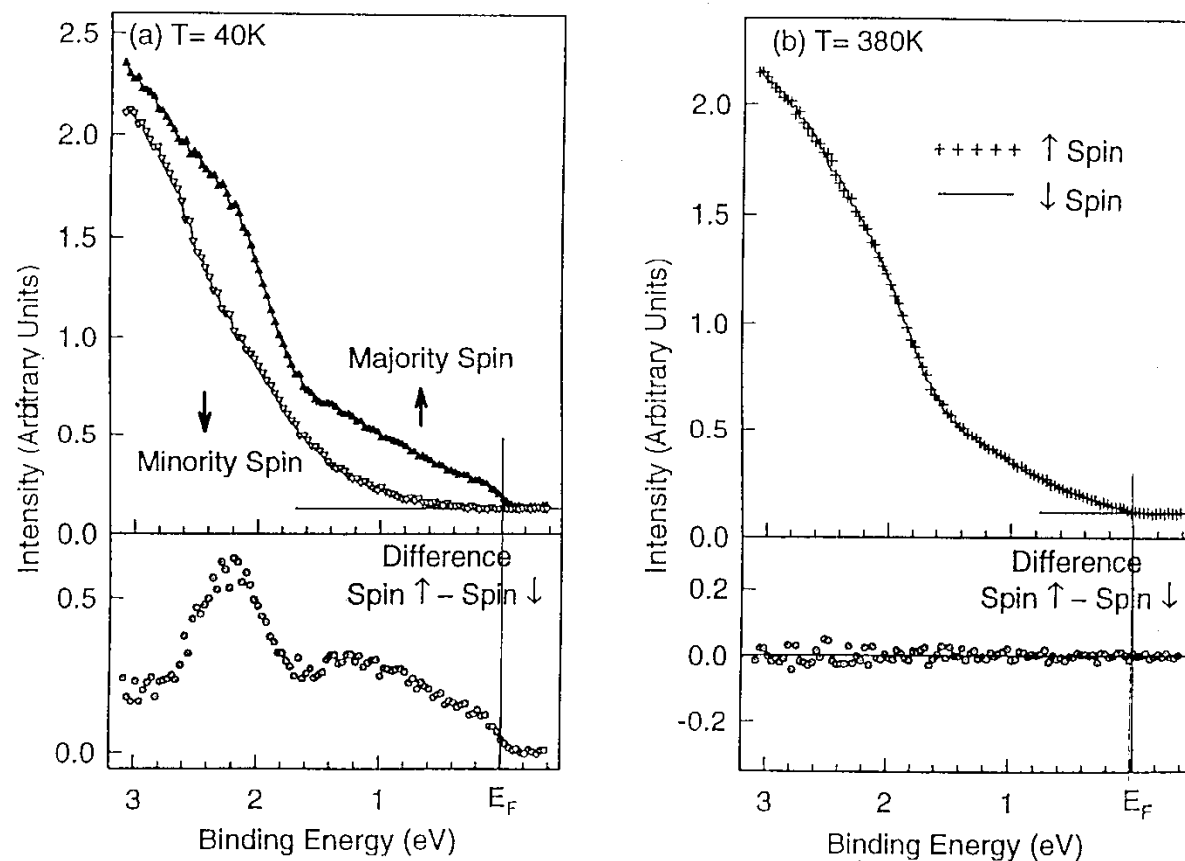 (a) T= 40K
2.5
2.0
1.5
1.0
0.5
0.0
Intensity (Arbitrary Units)
Majority Spin
↑
↓
Minority Spin
Difference
Spin ↑ – Spin ↓
0.5
0.0
3 2 1 E_F
Binding Energy (eV)
(b) T= 380K
2.0
1.5
1.0
0.5
0.0
Intensity (Arbitrary Units)
+++++ ↑ Spin
↓ Spin
Difference
Spin ↑ – Spin ↓
0.2
0.0
-0.2
3 2 1 E_F
Binding Energy (eV)